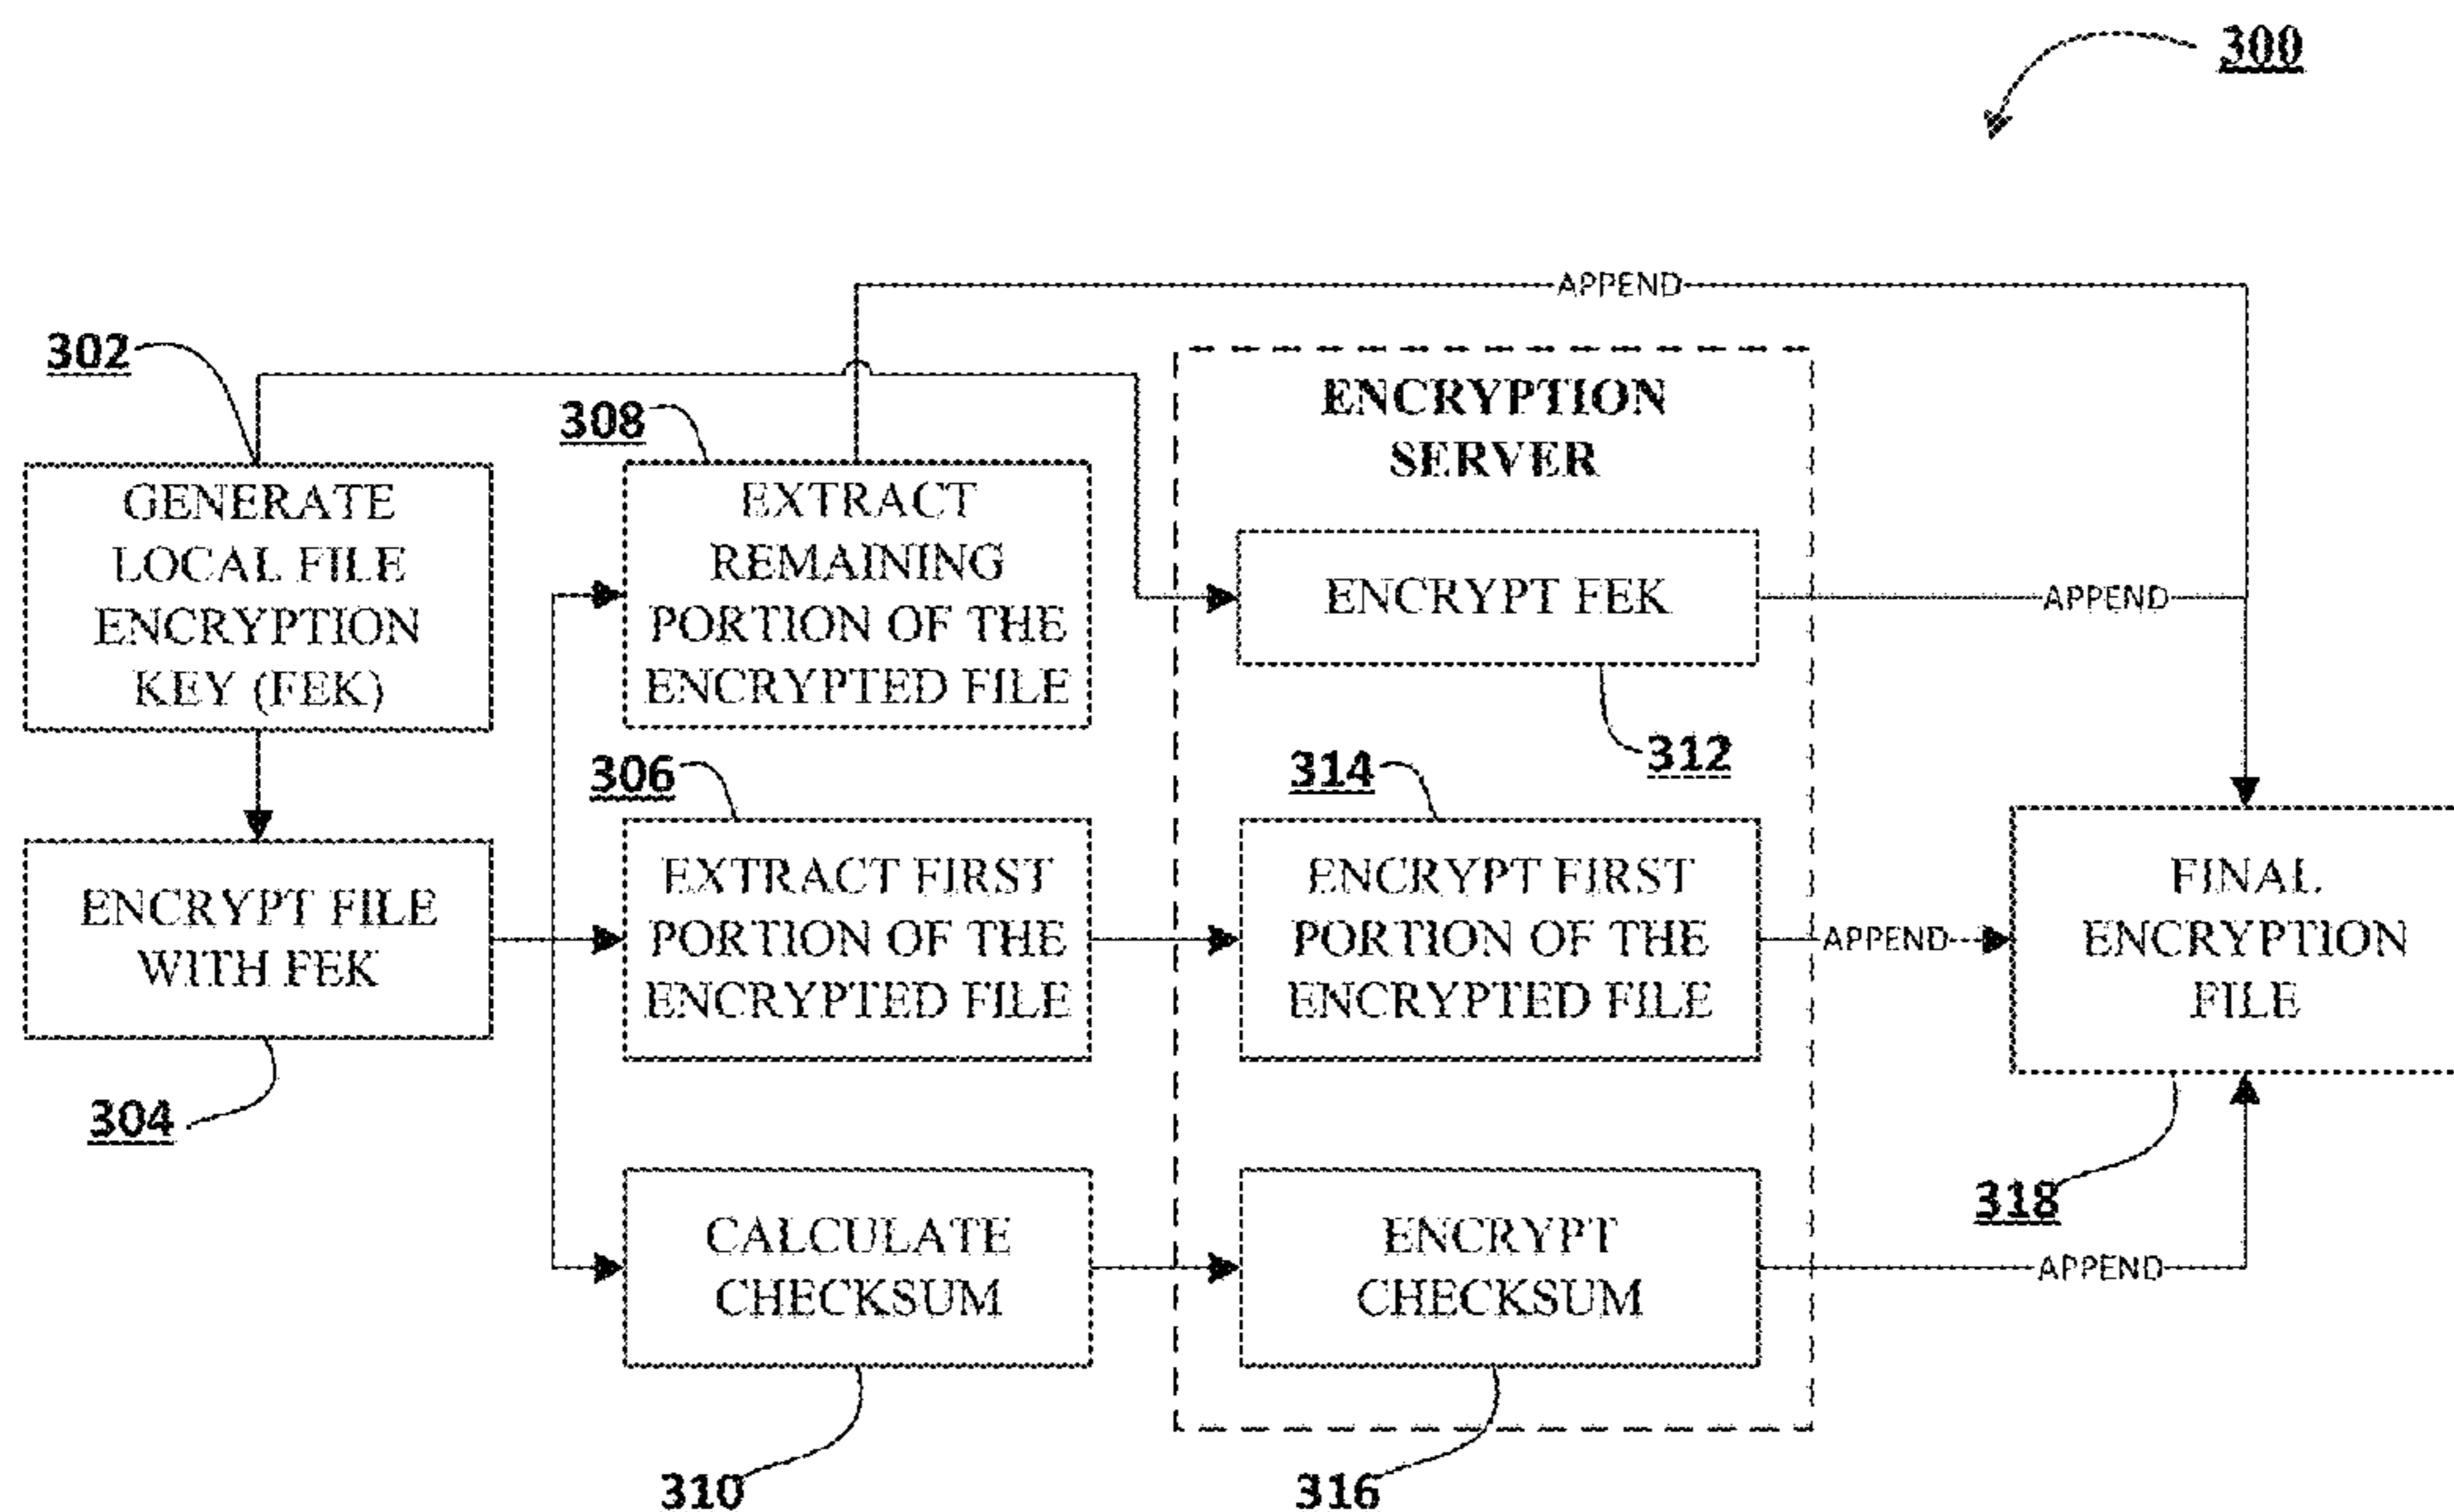 300
APPEND
302
308
ENCRYPTION
SERVER
GENERATE
LOCAL FILE
ENCRYPTION
KEY (FEK)
EXTRACT
REMAINING
PORTION OF THE
ENCRYPTED FILE
ENCRYPT FEK
APPEND
312
306
314
ENCRYPT FILE
WITH FEK
EXTRACT FIRST
PORTION OF THE
ENCRYPTED FILE
ENCRYPT FIRST
PORTION OF THE
ENCRYPTED FILE
APPEND
FINAL
ENCRYPTION
FILE
304
318
CALCULATE
CHECKSUM
ENCRYPT
CHECKSUM
APPEND
310
316